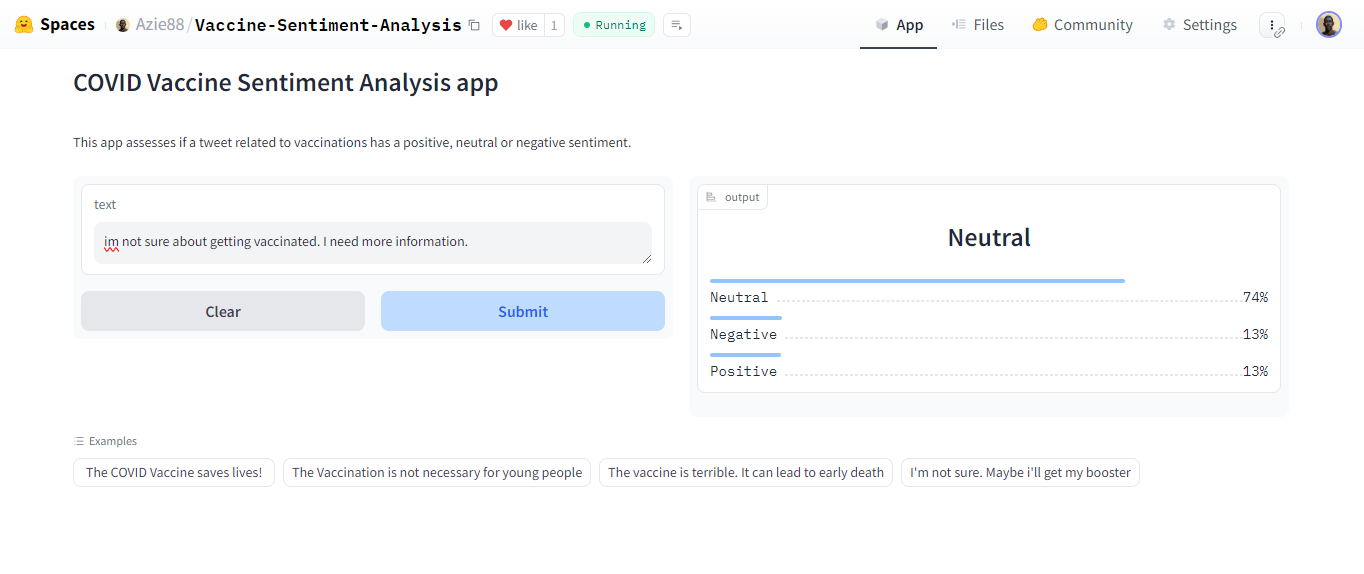 Spaces Azie88/Vaccine-Sentiment-Analysis like 1 Running App Files Community Settings
COVID Vaccine Sentiment Analysis app
This app assesses if a tweet related to vaccinations has a positive, neutral or negative sentiment.
text
im not sure about getting vaccinated. I need more information.
Clear Submit
output
Neutral
Neutral 74%
Negative 13%
Positive 13%
Examples
The COVID Vaccine saves lives! The Vaccination is not necessary for young people The vaccine is terrible. It can lead to early death I'm not sure. Maybe i'll get my booster